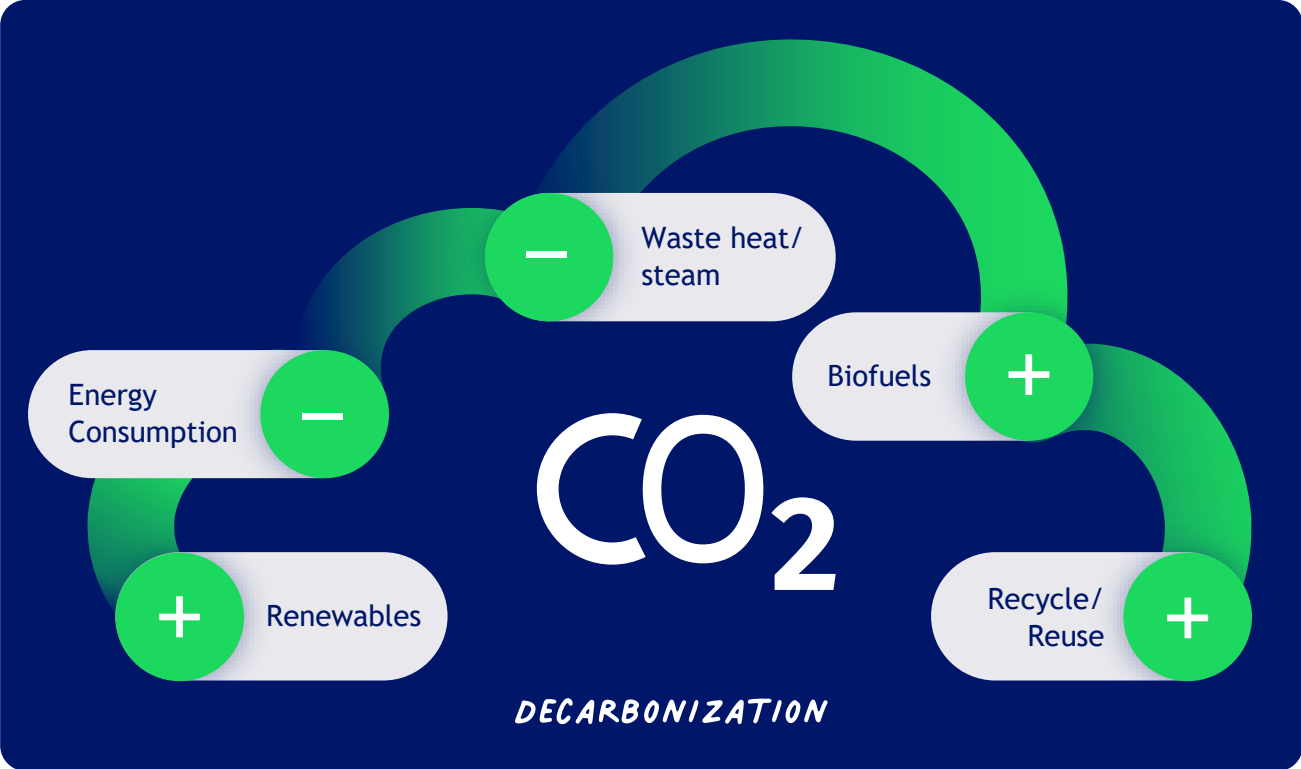 Waste heat/
steam
Biofuels
Energy
Consumption
CO₂
Renewables
Recycle/
Reuse
DECARBONIZATION